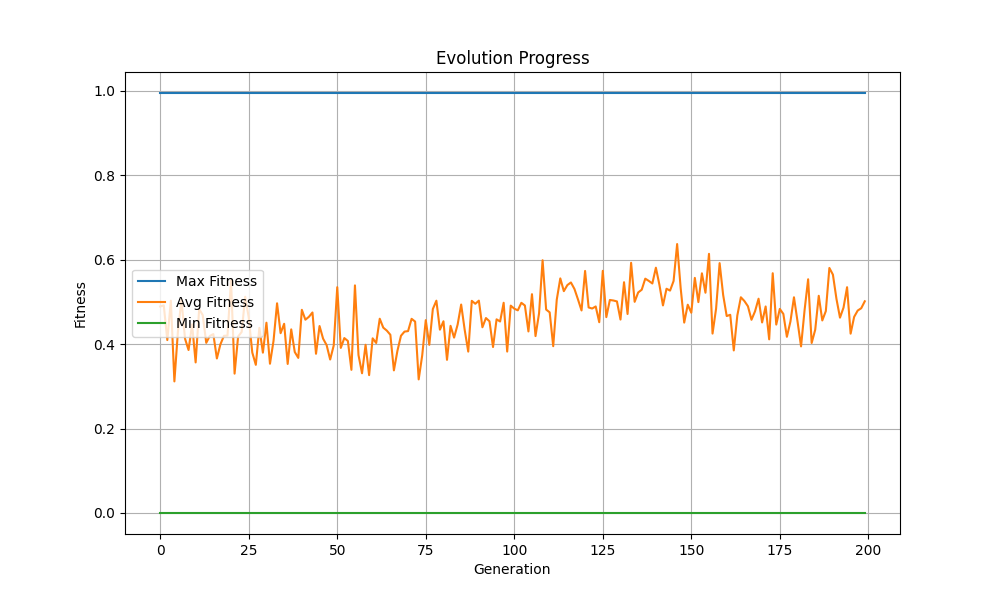 Evolution Progress
1.0
0.8
0.6
0.4
0.2
0.0
Fitness
Max Fitness
Avg Fitness
Min Fitness
0 25 50 75 100 125 150 175 200
Generation